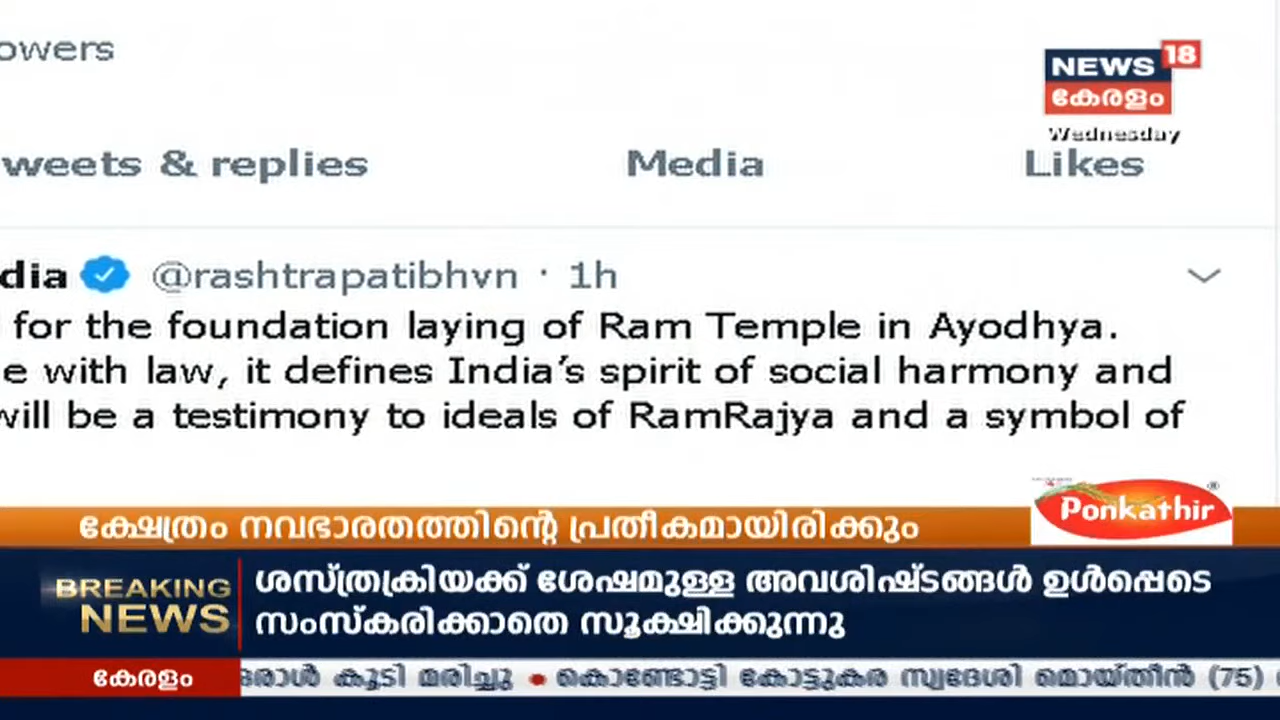 owers
NEWS 18
കേരളം
Wednesday
weets & replies Media Likes
dia @rashtrapatibhvn · 1h
for the foundation laying of Ram Temple in Ayodhya.
e with law, it defines India's spirit of social harmony and
will be a testimony to ideals of RamRajya and a symbol of
ക്ഷേത്രം നവഭാരതത്തിന്റെ പ്രതീകമായിരിക്കും
Ponkathir ®
BREAKING
NEWS
ശസ്ത്രക്രിയക്ക് ശേഷമുള്ള അവശിഷ്ടങ്ങൾ ഉൾപ്പെടെ
സംസ്കരിക്കാതെ സൂക്ഷിക്കുന്നു
കേരളം രാൾ കൂടി മരിച്ചു • കൊണ്ടോട്ടി കോട്ടുകര സ്വദേശി മൊയ്തീൻ (75)